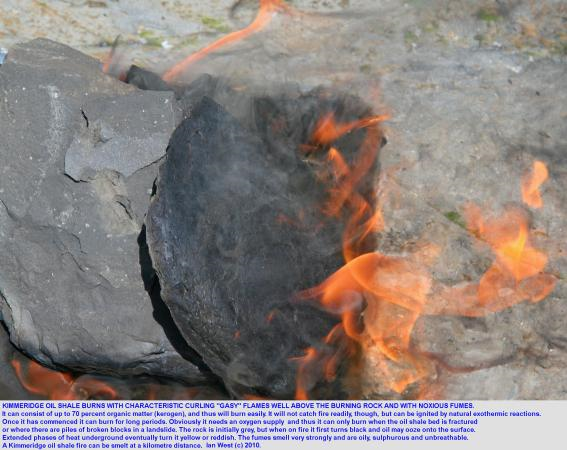 KIMMERIDGE OIL SHALE BURNS WITH CHARACTERISTIC CURLING "GASY" FLAMES WELL ABOVE THE BURNING ROCK AND WITH NOXIOUS FUMES.
It can consist of up to 70 percent organic matter (kerogen), and thus will burn easily. It will not catch fire readily, though, but can be ignited by natural exothermic reactions.
Once it has commenced it can burn for long periods. Obviously it needs an oxygen supply and thus it can only burn when the oil shale bed is fractured
or where there are piles of broken blocks in a landslide. The rock is initially grey, but when on fire it first turns black and oil may ooze onto the surface.
Extended phases of heat underground eventually turn it yellow or reddish. The fumes smell very strongly and are oily, sulphurous and unbreathable.
A Kimmeridge oil shale fire can be smelt at a kilometre distance. Ian West (c) 2010.